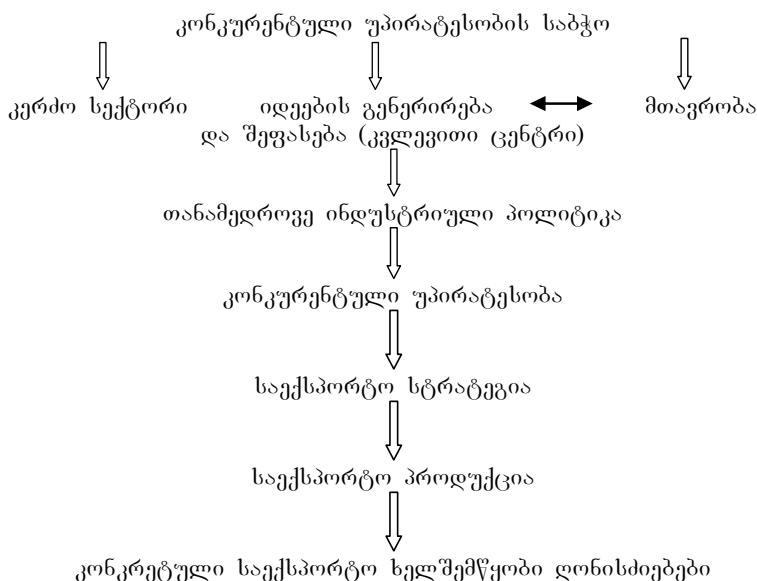 კონკურენტული უპირატესობის საბჭო
კერძო სექტორი
იდეების გენერირება
მთავრობა
და შეფასება (კვლევითი ცენტრი)
თანამედროვე ინდუსტრიული პოლიტიკა
კონკურენტული უპირატესობა
საექსპორტო სტრატეგია
საექსპორტო პროდუქცია
კონკრეტული საექსპორტო ხელშემწყობი ღონისძიებები